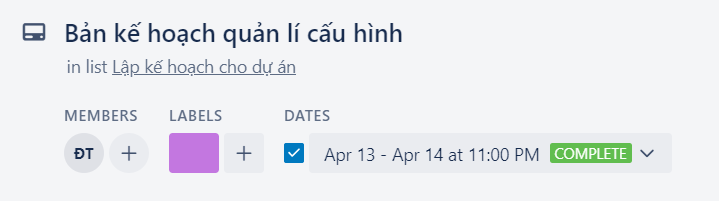 Bản kế hoạch quản lí cấu hình
in list Lập kế hoạch cho dự án
MEMBERS LABELS DATES
ĐT + + Apr 13 - Apr 14 at 11:00 PM COMPLETE